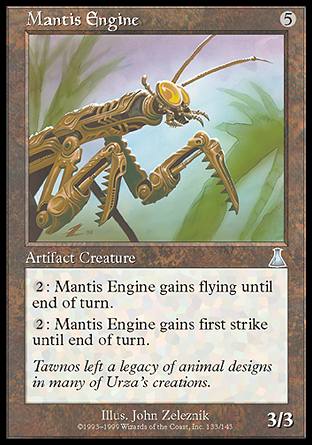 Mantis Engine 5
Artifact Creature
2: Mantis Engine gains flying until
end of turn.
2: Mantis Engine gains first strike
until end of turn.
Tawnos left a legacy of animal designs
in many of Urza's creations.
3/3
Illus. John Zeleznik
©1993–1999 Wizards of the Coast, Inc. 133/143